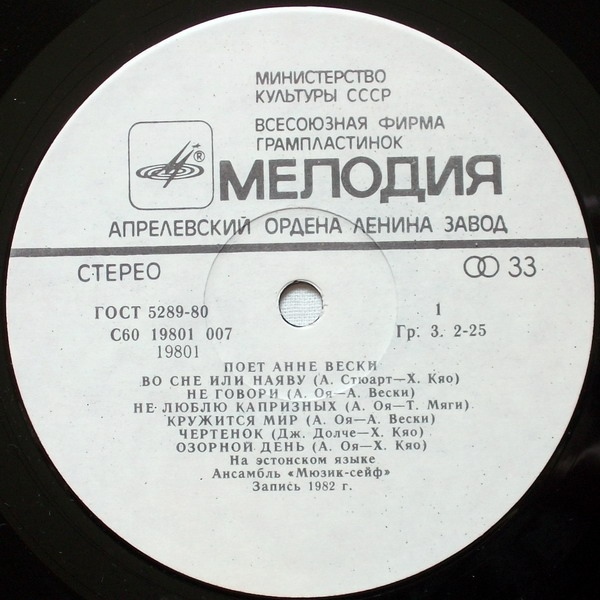 МИНИСТЕРСТВО
КУЛЬТУРЫ СССР
ВСЕСОЮЗНАЯ ФИРМА
ГРАМПЛАСТИНОК
® МЕЛОДИЯ
АПРЕЛЕВСКИЙ ОРДЕНА ЛЕНИНА ЗАВОД
СТЕРЕО 33
ГОСТ 5289-80 1
С60 19801 007 Гр. 3. 2-25
19801
ПОЕТ АННЕ ВЕСКИ
ВО СНЕ ИЛИ НАЯВУ (А. Стюарт—Х. Кяо)
НЕ ГОВОРИ (А. Оя—А. Вески)
НЕ ЛЮБЛЮ КАПРИЗНЫХ (А. Оя—Т. Мяги)
КРУЖИТСЯ МИР (А. Оя—А. Вески)
ЧЕРТЕНОК (Дж. Долче—Х. Кяо)
ОЗОРНОЙ ДЕНЬ (А. Оя—Х. Кяо)
На эстонском языке
Ансамбль «Мюзик-сейф»
Запись 1982 г.